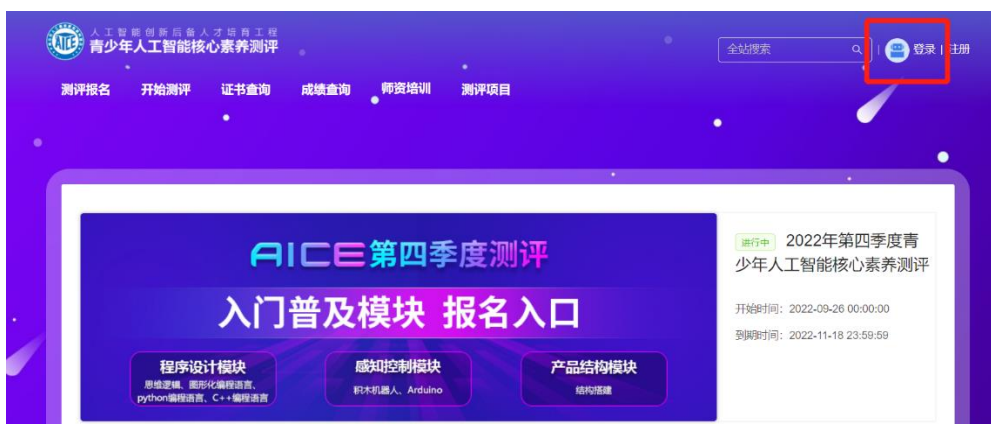 人工智能创新后备人才培育工程
青少年人工智能核心素养测评
全站搜索
登录 | 注册
测评报名 开始测评 证书查询 成绩查询 师资培训 测评项目
AICE第四季度测评
入门普及模块 报名入口
程序设计模块
思维逻辑、图形化编程语言、
python编程语言、C++编程语言
感知控制模块
积木机器人、Arduino
产品结构模块
结构搭建
进行中 2022年第四季度青
少年人工智能核心素养测评
开始时间：2022-09-26 00:00:00
到期时间：2022-11-18 23:59:59